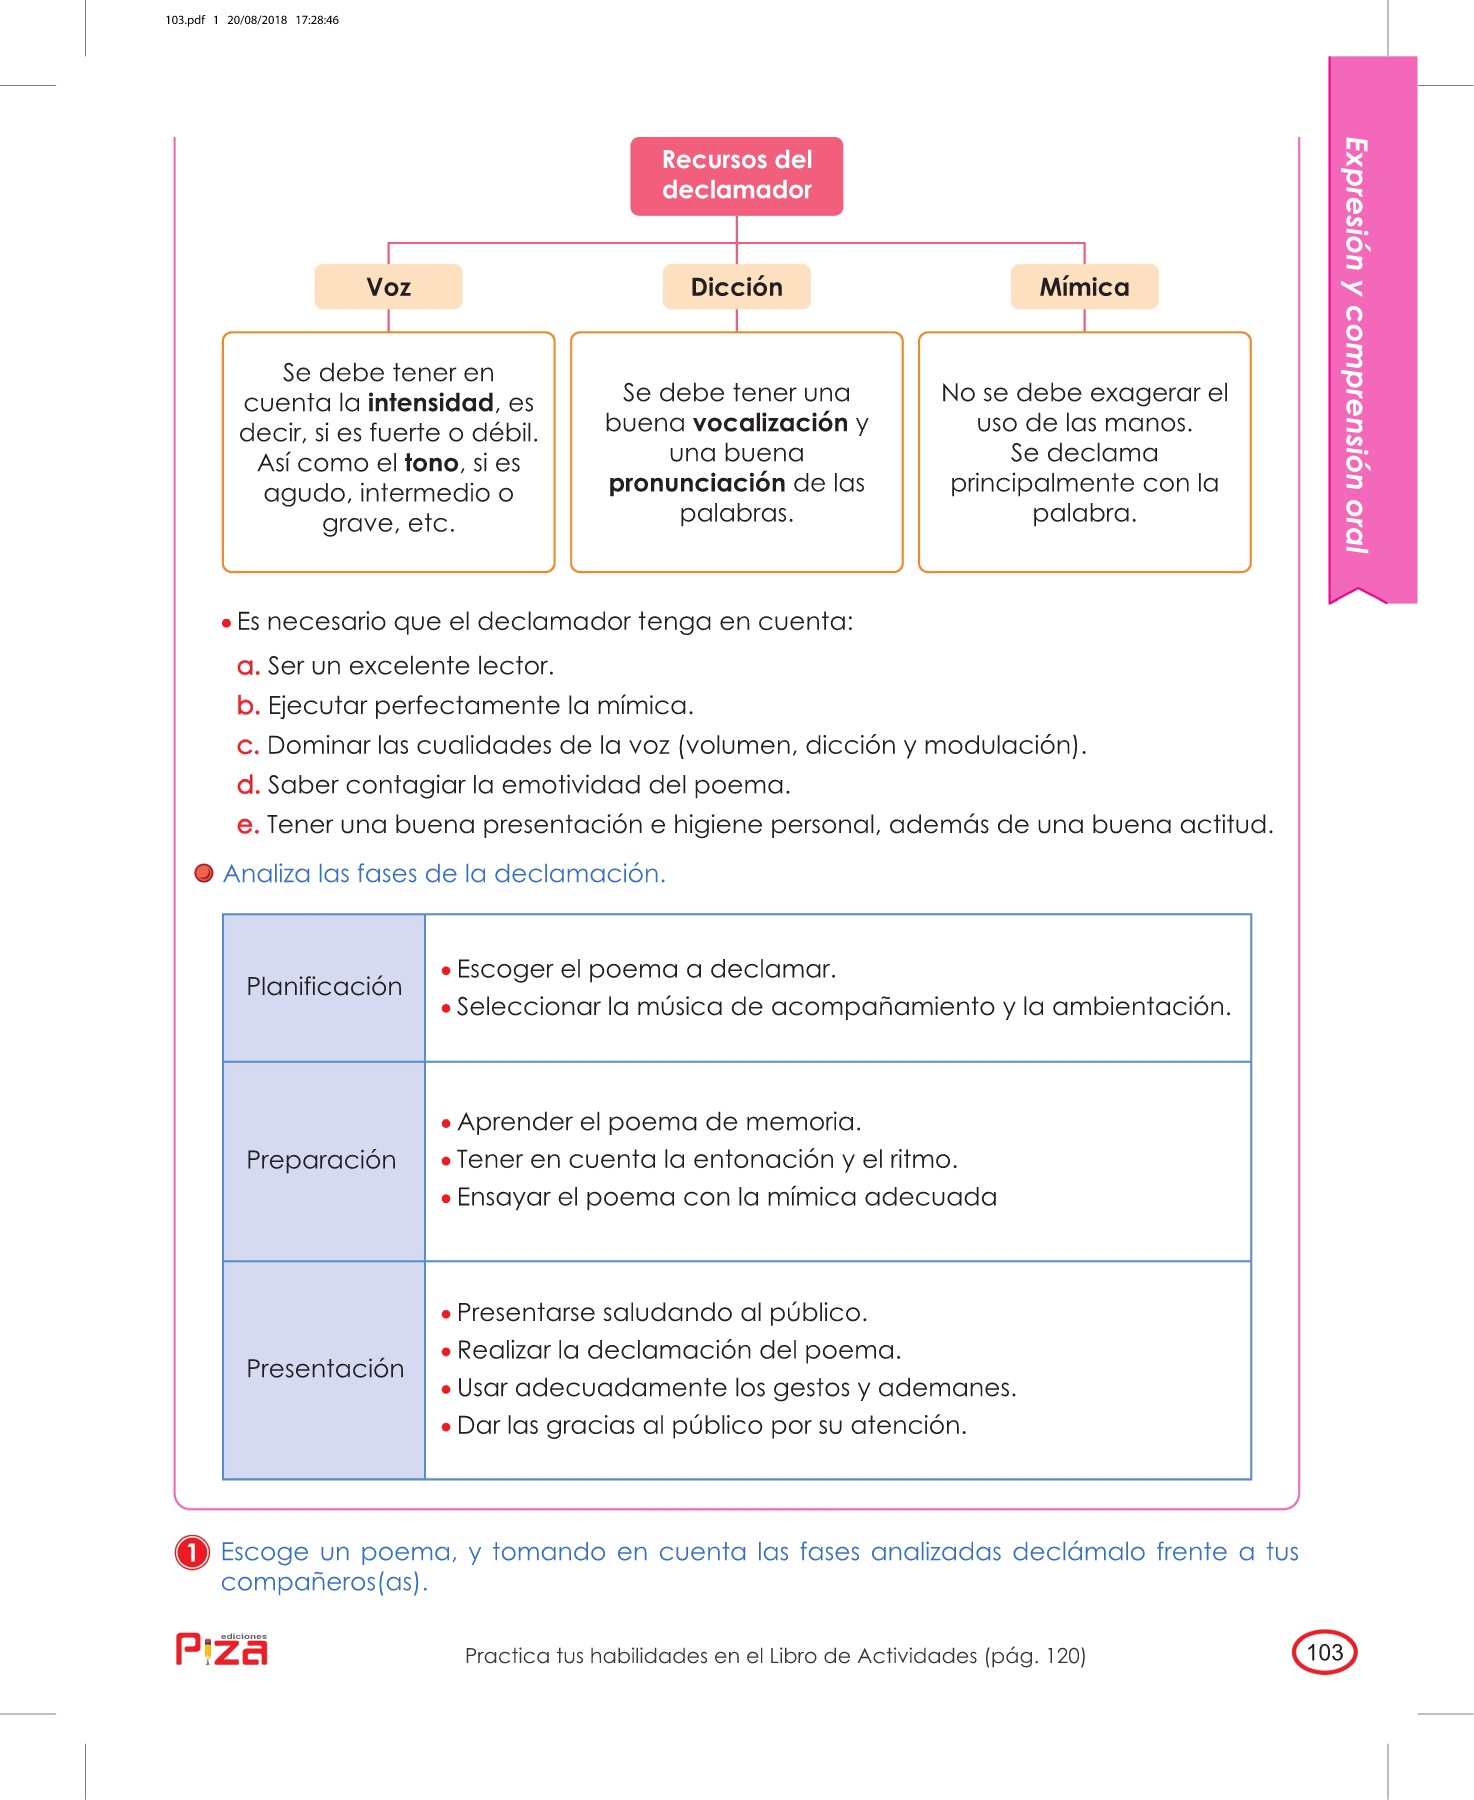 103.pdf 1 20/08/2018 17:28:46
Expresión y comprensión oral
Recursos del
declamador
Voz
Dicción
Mímica
Se debe tener en
cuenta la intensidad, es
decir, si es fuerte o débil.
Así como el tono, si es
agudo, intermedio o
grave, etc.
Se debe tener una
buena vocalización y
una buena
pronunciación de las
palabras.
No se debe exagerar el
uso de las manos.
Se declama
principalmente con la
palabra.
• Es necesario que el declamador tenga en cuenta:
a. Ser un excelente lector.
b. Ejecutar perfectamente la mímica.
c. Dominar las cualidades de la voz (volumen, dicción y modulación).
d. Saber contagiar la emotividad del poema.
e. Tener una buena presentación e higiene personal, además de una buena actitud.
Analiza las fases de la declamación.
Planificación
• Escoger el poema a declamar.
• Seleccionar la música de acompañamiento y la ambientación.
Preparación
• Aprender el poema de memoria.
• Tener en cuenta la entonación y el ritmo.
• Ensayar el poema con la mímica adecuada
Presentación
• Presentarse saludando al público.
• Realizar la declamación del poema.
• Usar adecuadamente los gestos y ademanes.
• Dar las gracias al público por su atención.
1 Escoge un poema, y tomando en cuenta las fases analizadas declámalo frente a tus
compañeros(as).
ediciones
Piza
Practica tus habilidades en el Libro de Actividades (pág. 120)
103